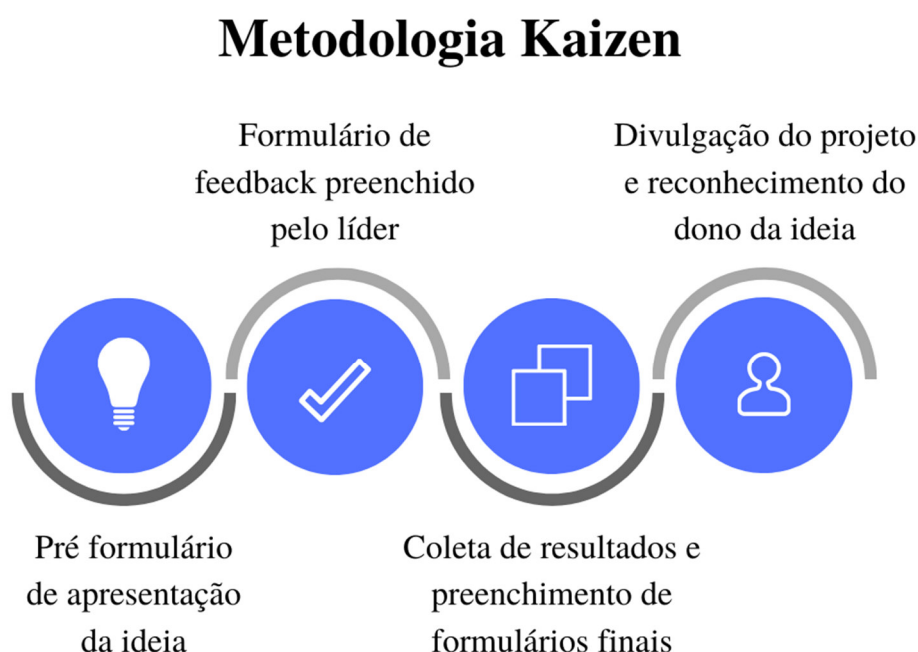 Metodologia Kaizen
Formulário de
feedback preenchido
pelo líder
Divulgação do projeto
e reconhecimento do
dono da ideia
Pré formulário
de apresentação
da ideia
Coleta de resultados e
preenchimento de
formulários finais